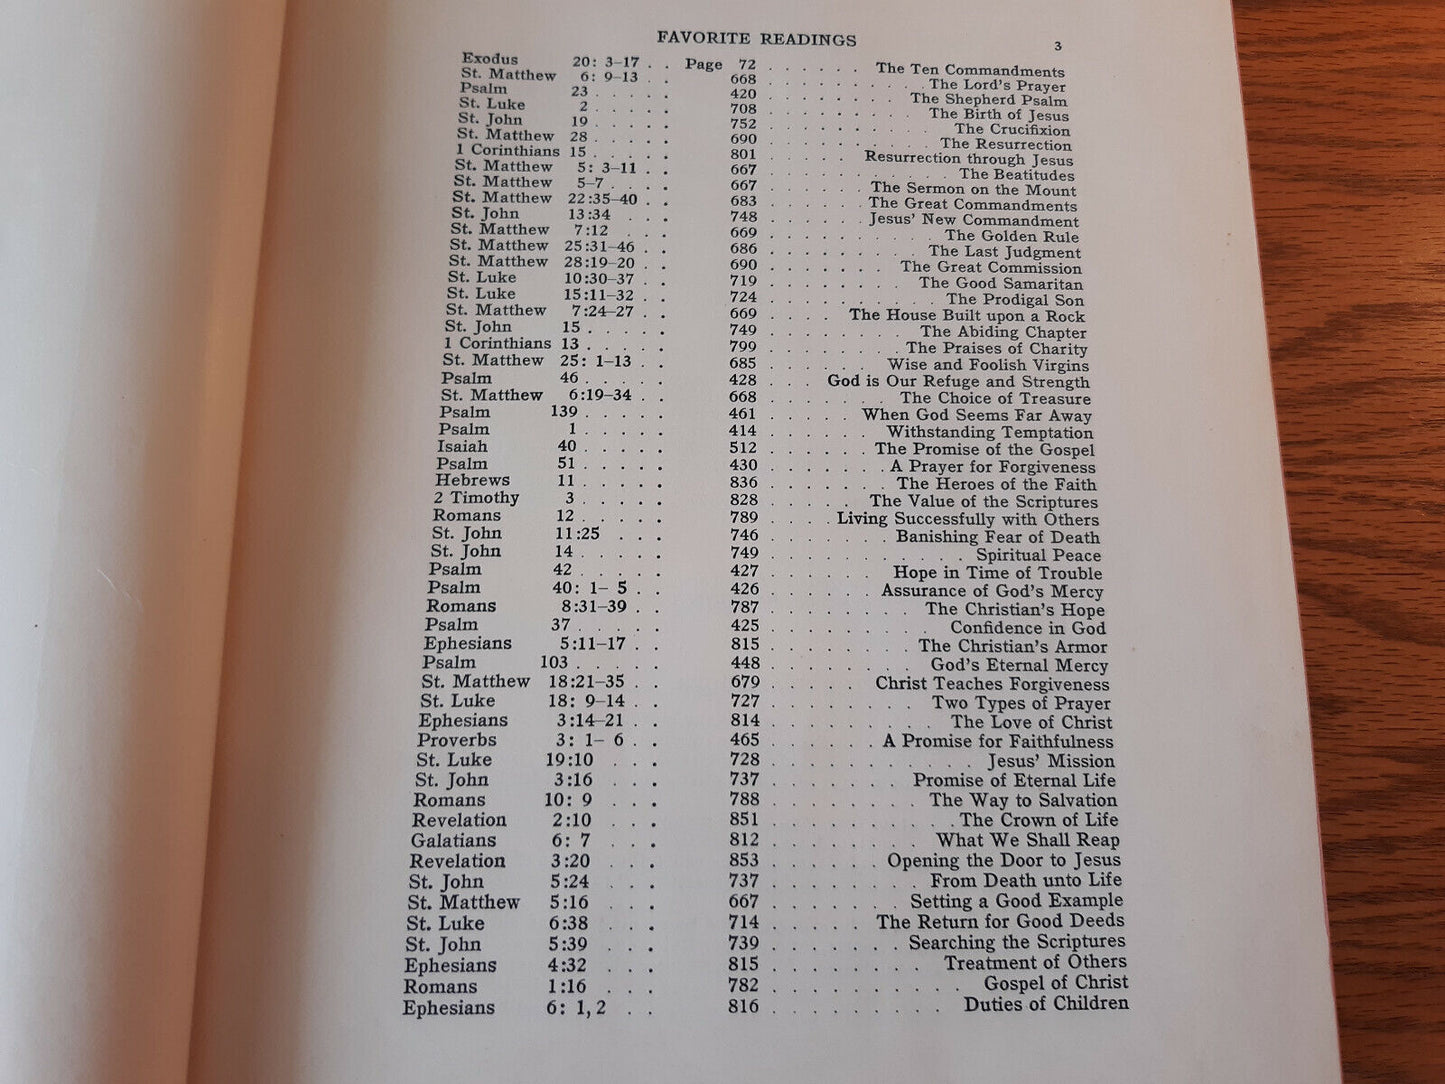 FAVORITE READINGS 3
Exodus 20: 3–17 . . Page 72 . . . . . . The Ten Commandments
St. Matthew 6: 9–13 . . 668 . . . . . . . . . The Lord's Prayer
Psalm 23 . . . . . 420 . . . . . . . . The Shepherd Psalm
St. Luke 2 . . . . . 708 . . . . . . . . . The Birth of Jesus
St. John 19 . . . . . 752 . . . . . . . . . . The Crucifixion
St. Matthew 28 . . . . . 690 . . . . . . . . . . The Resurrection
1 Corinthians 15 . . . . . 801 . . . . . Resurrection through Jesus
St. Matthew 5: 3–11 . . 667 . . . . . . . . . . The Beatitudes
St. Matthew 5–7 . . . . 667 . . . . . . The Sermon on the Mount
St. Matthew 22:35–40 . . 683 . . . . . . The Great Commandments
St. John 13:34 . . . 748 . . . . . . Jesus' New Commandment
St. Matthew 7:12 . . . 669 . . . . . . . . . . The Golden Rule
St. Matthew 25:31–46 . . 686 . . . . . . . . . The Last Judgment
St. Matthew 28:19–20 . . 690 . . . . . . . The Great Commission
St. Luke 10:30–37 . . 719 . . . . . . . . The Good Samaritan
St. Luke 15:11–32 . . 724 . . . . . . . . . . The Prodigal Son
St. Matthew 7:24–27 . . 669 . . . . The House Built upon a Rock
St. John 15 . . . . . 749 . . . . . . . . The Abiding Chapter
1 Corinthians 13 . . . . . 799 . . . . . . . . The Praises of Charity
St. Matthew 25: 1–13 . . 685 . . . . . . . Wise and Foolish Virgins
Psalm 46 . . . . . 428 . . . God is Our Refuge and Strength
St. Matthew 6:19–34 . . 668 . . . . . . . The Choice of Treasure
Psalm 139 . . . . . 461 . . . . . When God Seems Far Away
Psalm 1 . . . . . 414 . . . . . . Withstanding Temptation
Isaiah 40 . . . . . 512 . . . . . . The Promise of the Gospel
Psalm 51 . . . . . 430 . . . . . . . A Prayer for Forgiveness
Hebrews 11 . . . . . 836 . . . . . . . The Heroes of the Faith
2 Timothy 3 . . . . . 828 . . . . . The Value of the Scriptures
Romans 12 . . . . . 789 . . . . Living Successfully with Others
St. John 11:25 . . . 746 . . . . . . . Banishing Fear of Death
St. John 14 . . . . . 749 . . . . . . . . . . . Spiritual Peace
Psalm 42 . . . . . 427 . . . . . . Hope in Time of Trouble
Psalm 40: 1– 5 . . 426 . . . . . . Assurance of God's Mercy
Romans 8:31–39 . . 787 . . . . . . . . The Christian's Hope
Psalm 37 . . . . . 425 . . . . . . . . . Confidence in God
Ephesians 5:11–17 . . 815 . . . . . . . . The Christian's Armor
Psalm 103 . . . . . 448 . . . . . . . . God's Eternal Mercy
St. Matthew 18:21–35 . . 679 . . . . . Christ Teaches Forgiveness
St. Luke 18: 9–14 . . 727 . . . . . . . . Two Types of Prayer
Ephesians 3:14–21 . . 814 . . . . . . . . . The Love of Christ
Proverbs 3: 1– 6 . . 465 . . . . . . A Promise for Faithfulness
St. Luke 19:10 . . . 728 . . . . . . . . . . . Jesus' Mission
St. John 3:16 . . . 737 . . . . . . . Promise of Eternal Life
Romans 10: 9 . . . 788 . . . . . . . . The Way to Salvation
Revelation 2:10 . . . 851 . . . . . . . . . . The Crown of Life
Galatians 6: 7 . . . 812 . . . . . . . . What We Shall Reap
Revelation 3:20 . . . 853 . . . . . . Opening the Door to Jesus
St. John 5:24 . . . 737 . . . . . . . . From Death unto Life
St. Matthew 5:16 . . . 667 . . . . . . . Setting a Good Example
St. Luke 6:38 . . . 714 . . . . . The Return for Good Deeds
St. John 5:39 . . . 739 . . . . . . . Searching the Scriptures
Ephesians 4:32 . . . 815 . . . . . . . . Treatment of Others
Romans 1:16 . . . 782 . . . . . . . . . . Gospel of Christ
Ephesians 6: 1, 2 . . 816 . . . . . . . . . Duties of Children